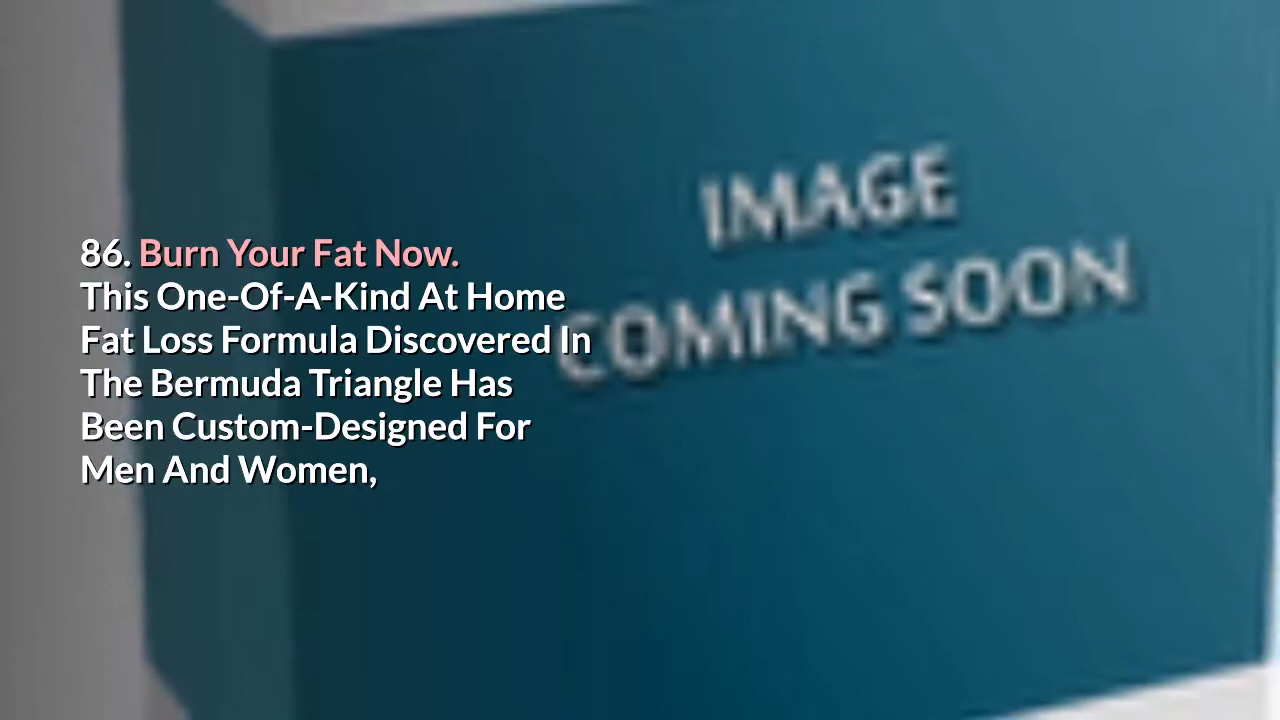 IMAGE
COMING SOON
86. Burn Your Fat Now.
This One-Of-A-Kind At Home
Fat Loss Formula Discovered In
The Bermuda Triangle Has
Been Custom-Designed For
Men And Women,